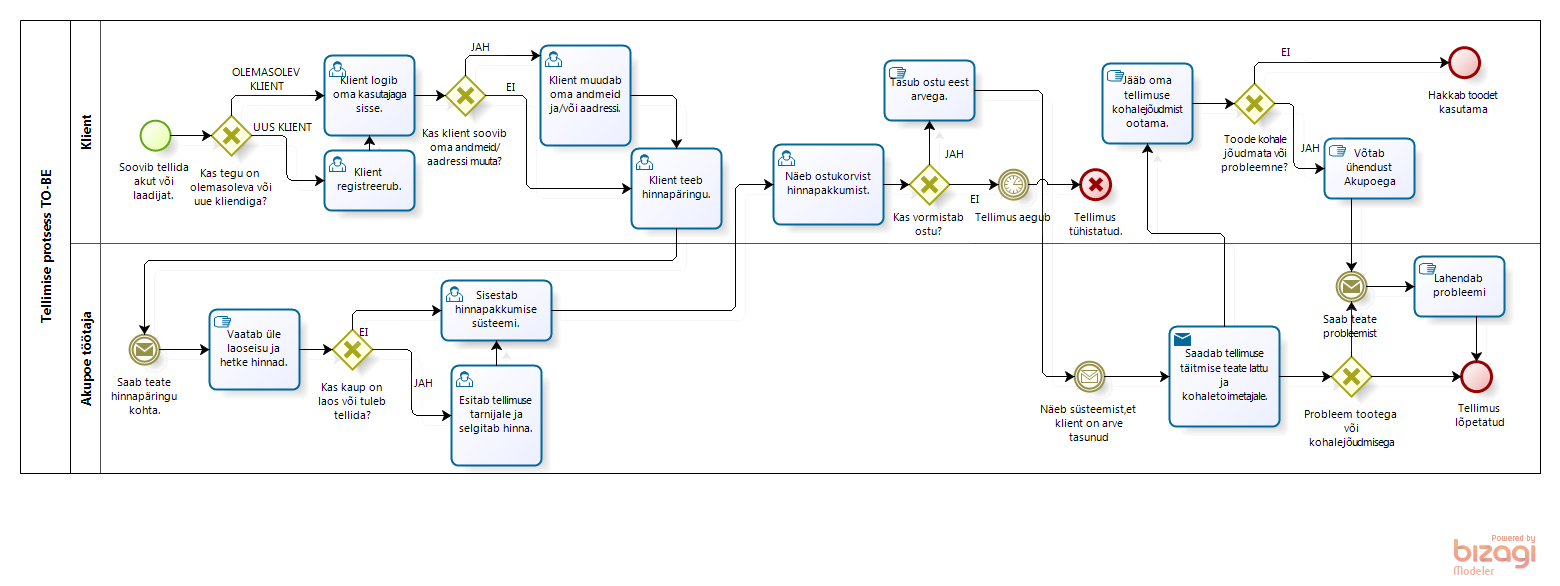 Tellimise protsess TO-BE
Klient
Soovib tellida
akut või
laadijat.
Kas tegu on
olemasoleva või
uue kliendiga?
OLEMASOLEV
KLIENT
UUS KLIENT
Klient logib
oma kasutajaga
sisse.
Klient
registreerub.
Kas klient soovib
oma andmeid/
aadressi muuta?
JAH
EI
Klient muudab
oma andmeid
ja/või aadressi.
Klient teeb
hinnapäringu.
Näeb ostukorvist
hinnapakkumist.
Kas vormistab
ostu?
JAH
EI
Tasub ostu eest
arvega.
Tellimus aegub
Tellimus
tühistatud.
Jääb oma
tellimuse
kohalejõudmist
ootama.
Toode kohale
jõudmata või
probleemne?
EI
JAH
Hakkab toodet
kasutama
Võtab
ühendust
Akupoega
Akupoe töötaja
Saab teate
hinnapäringu
kohta.
Vaatab üle
laoseisu ja
hetke hinnad.
Kas kaup on
laos või tuleb
tellida?
EI
JAH
Sisestab
hinnapakkumise
süsteemi.
Esitab tellimuse
tarnijale ja
selgitab hinna.
Näeb süsteemist,et
klient on arve
tasunud
Saadab tellimuse
täitmise teate lattu
ja
kohaletoimetajale.
Probleem tootega
või
kohalejõudmisega
Saab teate
probleemist
Lahendab
probleemi
Tellimus
lõpetatud
Powered by
bizagi
Modeler